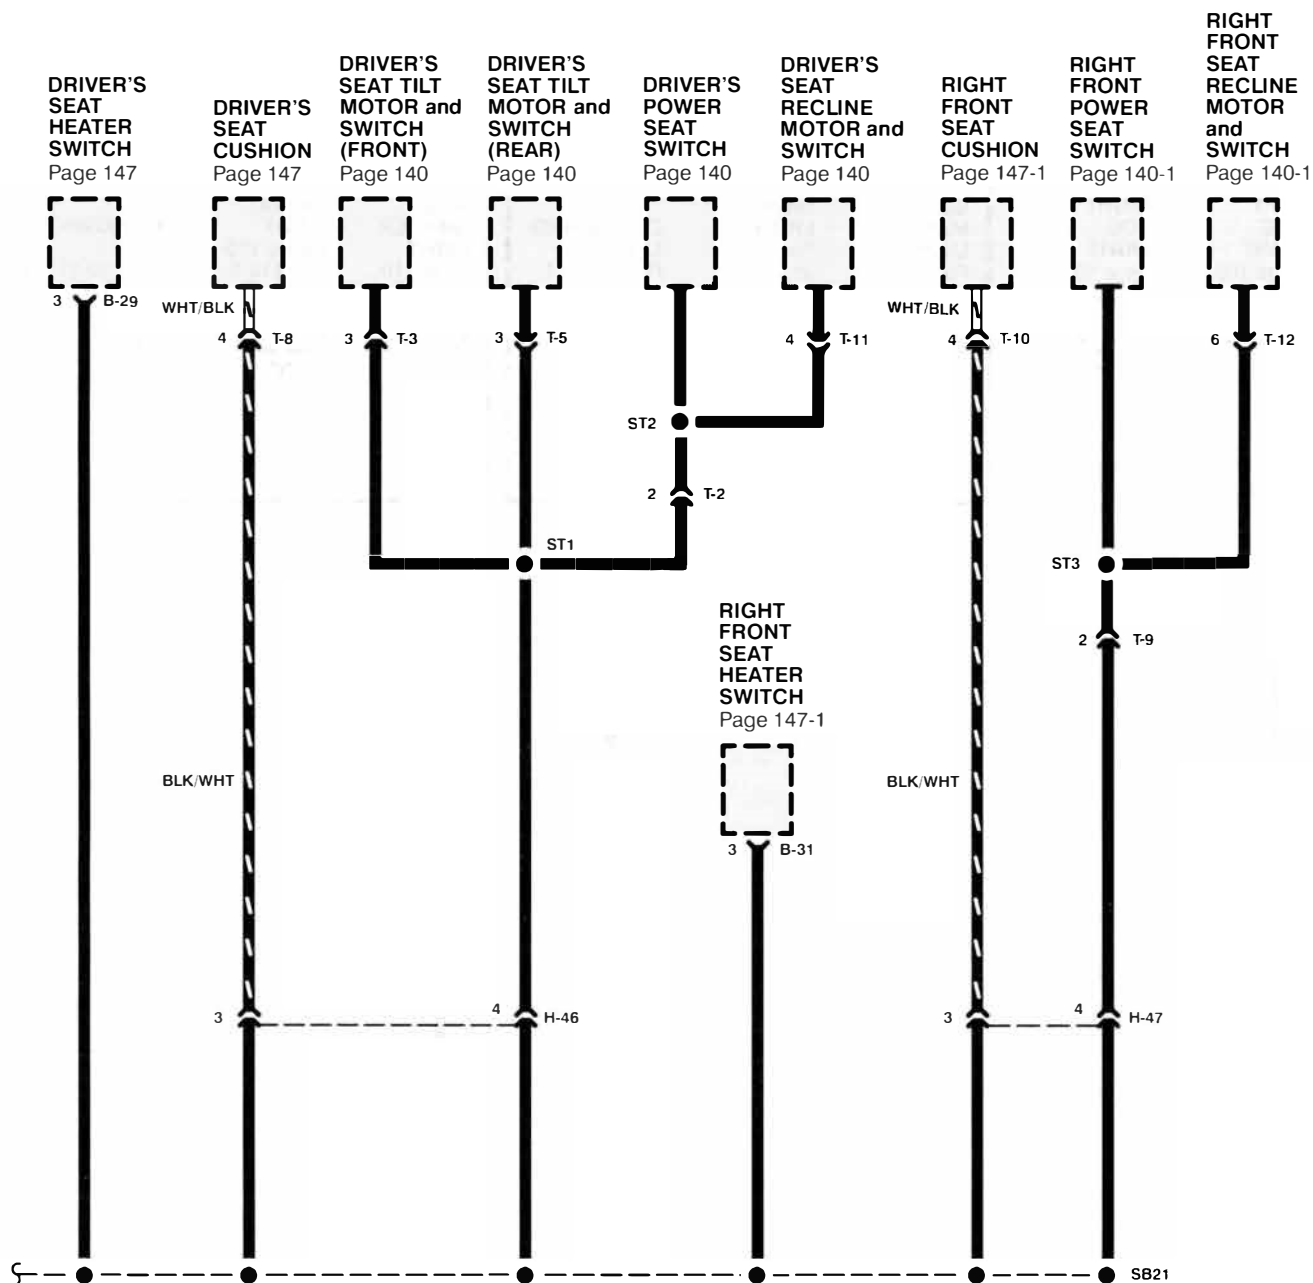 DRIVER'S
SEAT
HEATER
SWITCH
Page 147
DRIVER'S
SEAT
CUSHION
Page 147
DRIVER'S
SEAT TILT
MOTOR and
SWITCH
(FRONT)
Page 140
DRIVER'S
SEAT TILT
MOTOR and
SWITCH
(REAR)
Page 140
DRIVER'S
POWER
SEAT
SWITCH
Page 140
DRIVER'S
SEAT
RECLINE
MOTOR and
SWITCH
Page 140
RIGHT
FRONT
SEAT
CUSHION
Page 147-1
RIGHT
FRONT
POWER
SEAT
SWITCH
Page 140-1
RIGHT
FRONT
SEAT
RECLINE
MOTOR
and
SWITCH
Page 140-1
3 B-29
WHT/BLK
4 T-8
3 T-3
3 T-5
4 T-11
WHT/BLK
4 T-10
6 T-12
ST2
2 T-2
ST1
ST3
2 T-9
RIGHT
FRONT
SEAT
HEATER
SWITCH
Page 147-1
BLK/WHT
BLK/WHT
3 B-31
3
4 H-46
3
4 H-47
SB21